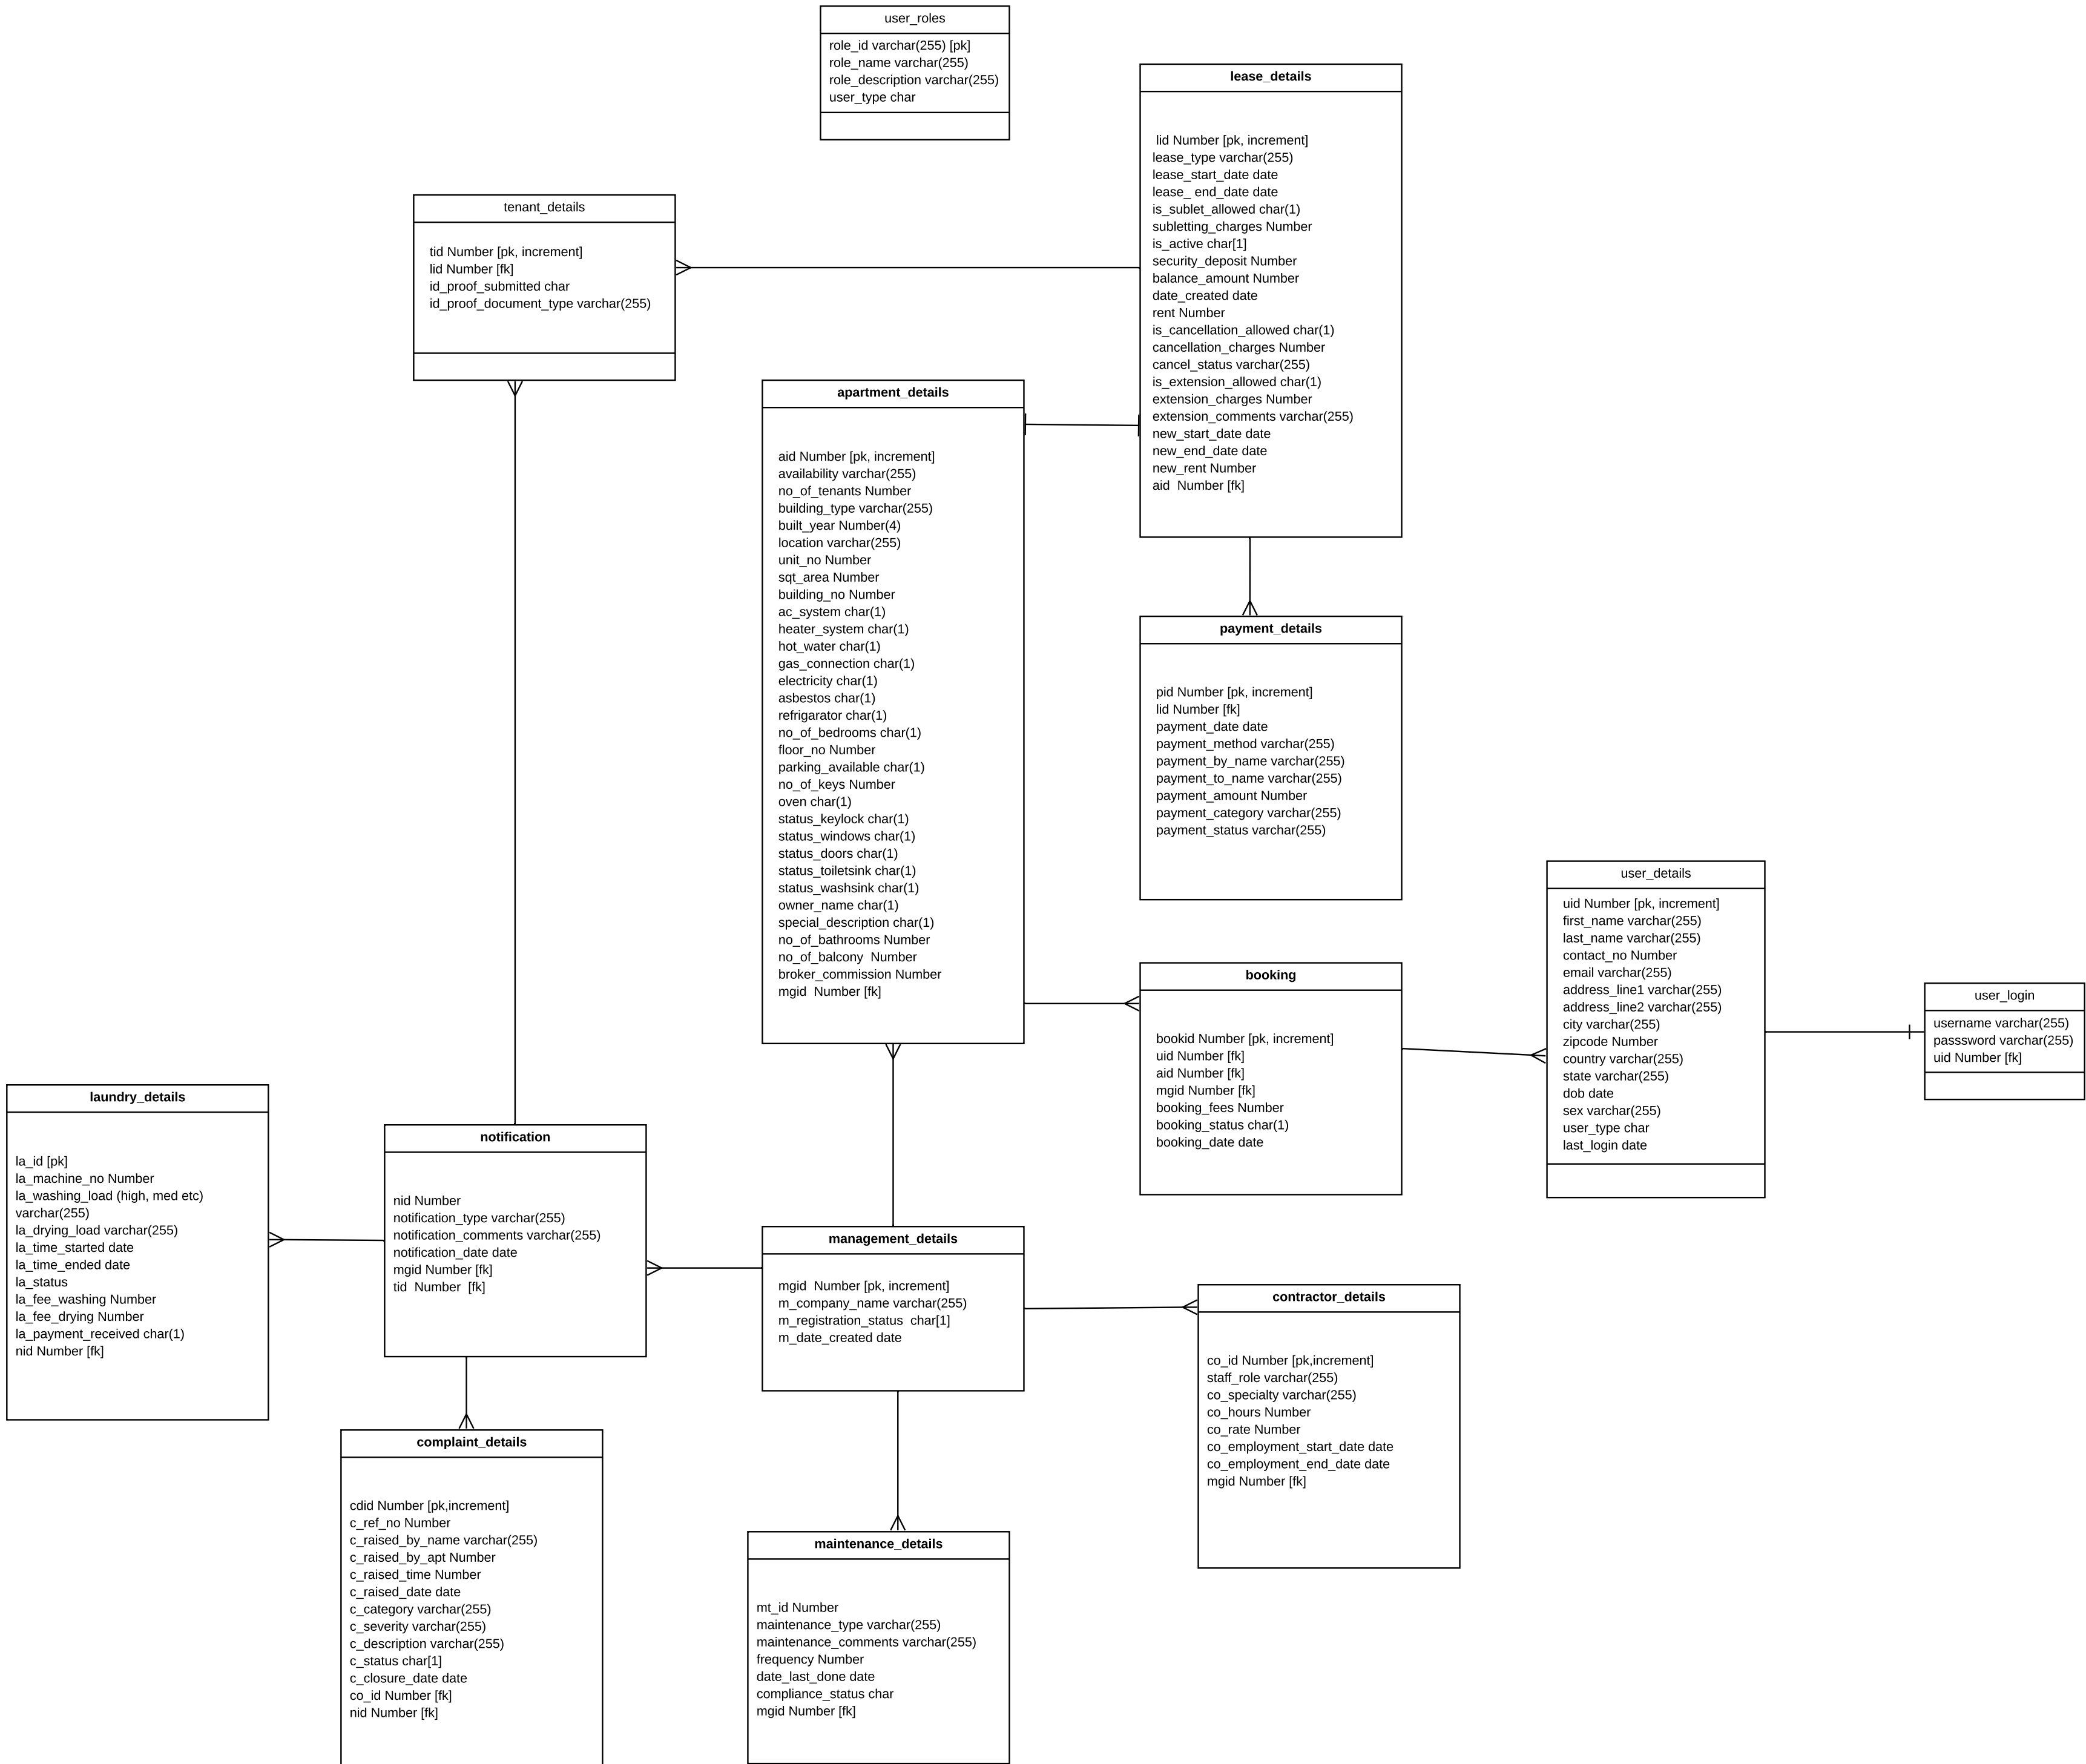 user_roles
role_id varchar(255) [pk]
role_name varchar(255)
role_description varchar(255)
user_type char
lease_details
lid Number [pk, increment]
lease_type varchar(255)
lease_start_date date
lease_ end_date date
is_sublet_allowed char(1)
subletting_charges Number
is_active char[1]
security_deposit Number
balance_amount Number
date_created date
rent Number
is_cancellation_allowed char(1)
cancellation_charges Number
cancel_status varchar(255)
is_extension_allowed char(1)
extension_charges Number
extension_comments varchar(255)
new_start_date date
new_end_date date
new_rent Number
aid  Number [fk]
tenant_details
tid Number [pk, increment]
lid Number [fk]
id_proof_submitted char
id_proof_document_type varchar(255)
apartment_details
aid Number [pk, increment]
availability varchar(255)
no_of_tenants Number
building_type varchar(255)
built_year Number(4)
location varchar(255)
unit_no Number
sqt_area Number
building_no Number
ac_system char(1)
heater_system char(1)
hot_water char(1)
gas_connection char(1)
electricity char(1)
asbestos char(1)
refrigarator char(1)
no_of_bedrooms char(1)
floor_no Number
parking_available char(1)
no_of_keys Number
oven char(1)
status_keylock char(1)
status_windows char(1)
status_doors char(1)
status_toiletsink char(1)
status_washsink char(1)
owner_name char(1)
special_description char(1)
no_of_bathrooms Number
no_of_balcony  Number
broker_commission Number
mgid  Number [fk]
payment_details
pid Number [pk, increment]
lid Number [fk]
payment_date date
payment_method varchar(255)
payment_by_name varchar(255)
payment_to_name varchar(255)
payment_amount Number
payment_category varchar(255)
payment_status varchar(255)
user_details
uid Number [pk, increment]
first_name varchar(255)
last_name varchar(255)
contact_no Number
email varchar(255)
address_line1 varchar(255)
address_line2 varchar(255)
city varchar(255)
zipcode Number
country varchar(255)
state varchar(255)
dob date
sex varchar(255)
user_type char
last_login date
user_login
username varchar(255)
passsword varchar(255)
uid Number [fk]
booking
bookid Number [pk, increment]
uid Number [fk]
aid Number [fk]
mgid Number [fk]
booking_fees Number
booking_status char(1)
booking_date date
laundry_details
la_id [pk]
la_machine_no Number
la_washing_load (high, med etc)
varchar(255)
la_drying_load varchar(255)
la_time_started date
la_time_ended date
la_status
la_fee_washing Number
la_fee_drying Number
la_payment_received char(1)
nid Number [fk]
notification
nid Number
notification_type varchar(255)
notification_comments varchar(255)
notification_date date
mgid Number [fk]
tid  Number  [fk]
management_details
mgid  Number [pk, increment]
m_company_name varchar(255)
m_registration_status  char[1]
m_date_created date
contractor_details
co_id Number [pk,increment]
staff_role varchar(255)
co_specialty varchar(255)
co_hours Number
co_rate Number
co_employment_start_date date
co_employment_end_date date
mgid Number [fk]
complaint_details
cdid Number [pk,increment]
c_ref_no Number
c_raised_by_name varchar(255)
c_raised_by_apt Number
c_raised_time Number
c_raised_date date
c_category varchar(255)
c_severity varchar(255)
c_description varchar(255)
c_status char[1]
c_closure_date date
co_id Number [fk]
nid Number [fk]
maintenance_details
mt_id Number
maintenance_type varchar(255)
maintenance_comments varchar(255)
frequency Number
date_last_done date
compliance_status char
mgid Number [fk]